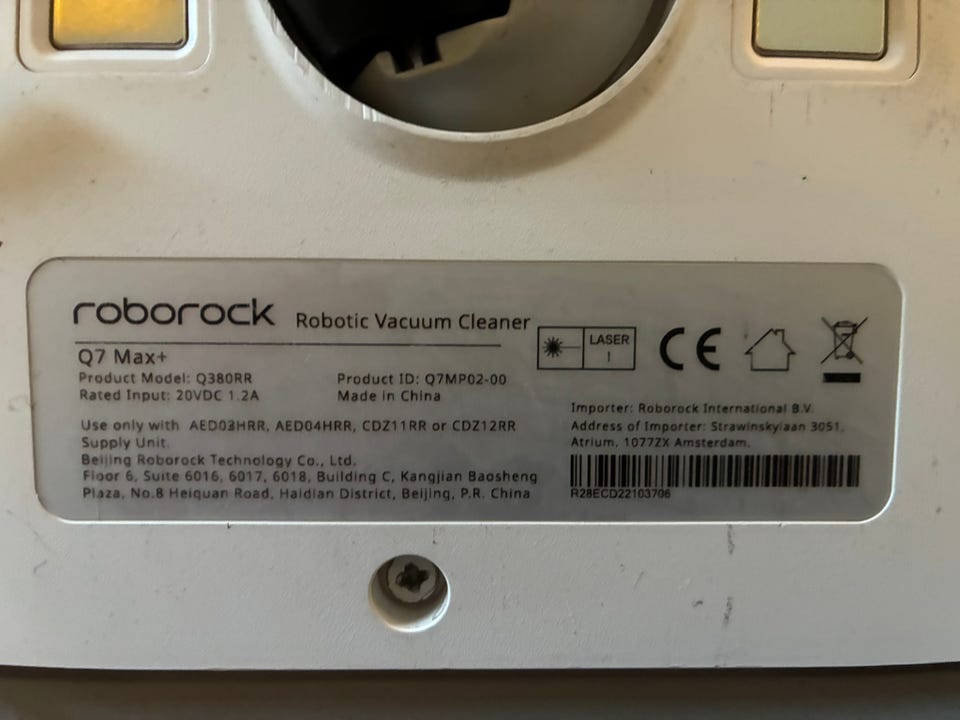 roborock Robotic Vacuum Cleaner
Q7 Max+
Product Model: Q380RR Product ID: Q7MP02-00
Rated Input: 20VDC 1.2A Made in China
Use only with AED03HRR, AED04HRR, CDZ11RR or CDZ12RR
Supply Unit.
Beijing Roborock Technology Co., Ltd.
Floor 6, Suite 6016, 6017, 6018, Building C, Kangjian Baosheng
Plaza, No.8 Heiquan Road, Haidian District, Beijing, P.R. China
LASER
1
CE
Importer: Roborock International B.V.
Address of Importer: Strawinskylaan 3051,
Atrium, 1077ZX Amsterdam.
R28ECD22103706